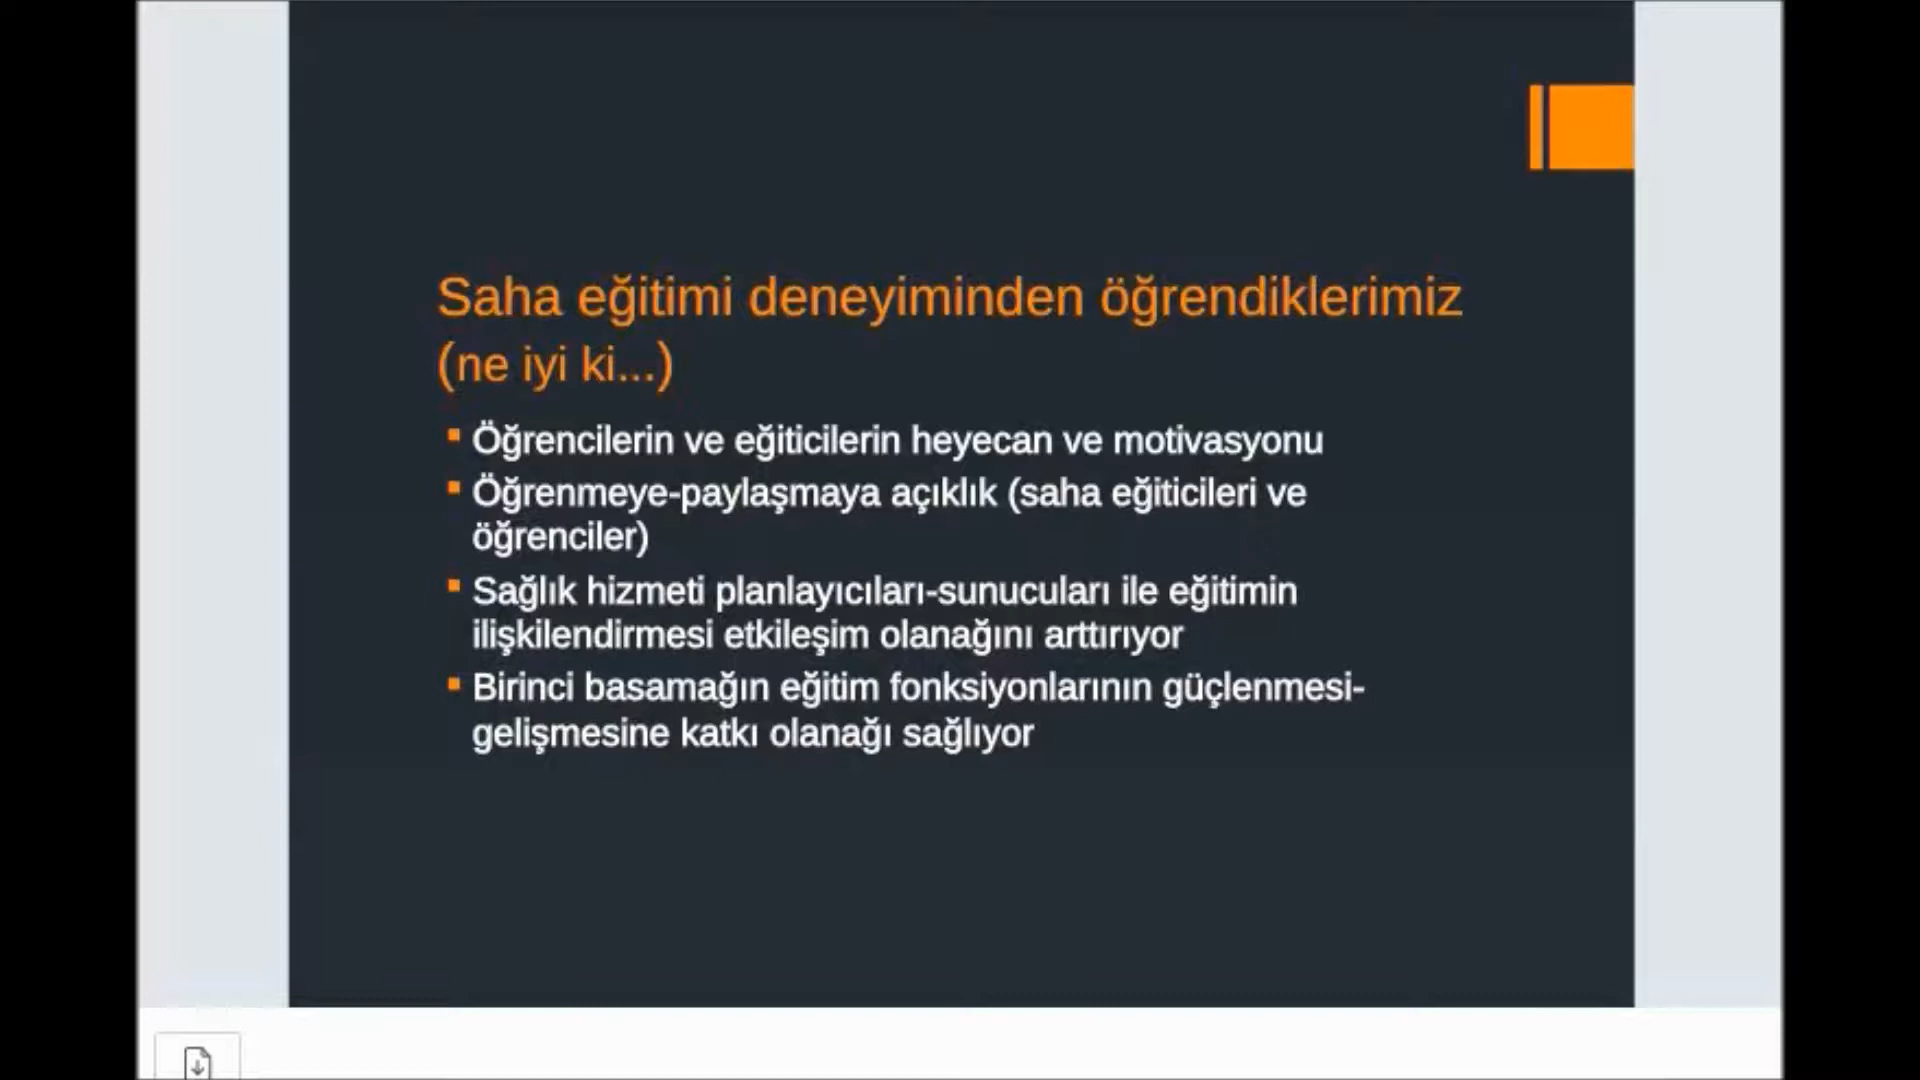 Saha eğitimi deneyiminden öğrendiklerimiz
(ne iyi ki...)
Öğrencilerin ve eğiticilerin heyecan ve motivasyonu
Öğrenmeye-paylaşmaya açıklık (saha eğiticileri ve
öğrenciler)
Sağlık hizmeti planlayıcıları-sunucuları ile eğitimin
ilişkilendirmesi etkileşim olanağını arttırıyor
Birinci basamağın eğitim fonksiyonlarının güçlenmesi-
gelişmesine katkı olanağı sağlıyor